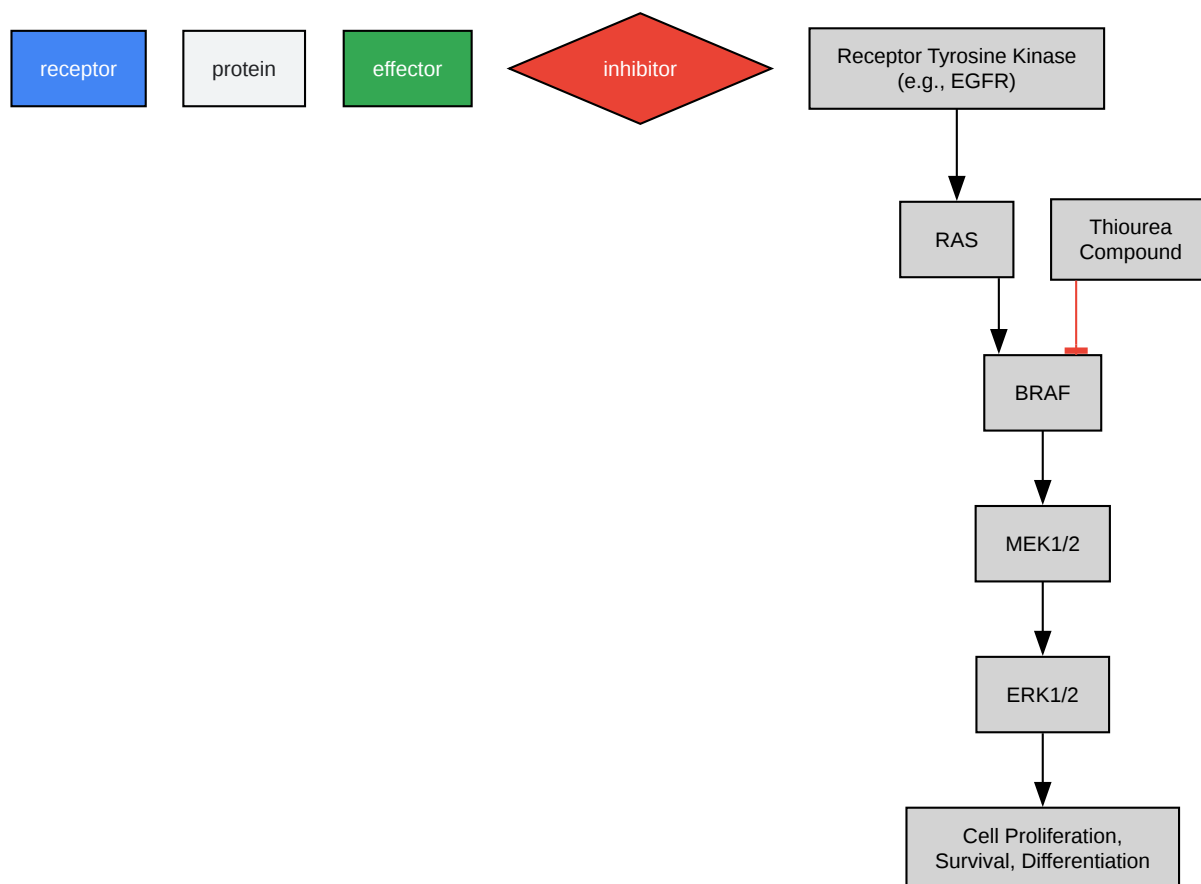 receptor
protein
effector
inhibitor
Receptor Tyrosine Kinase
(e.g., EGFR)
RAS
Thiourea
Compound
BRAF
MEK1/2
ERK1/2
Cell Proliferation,
Survival, Differentiation